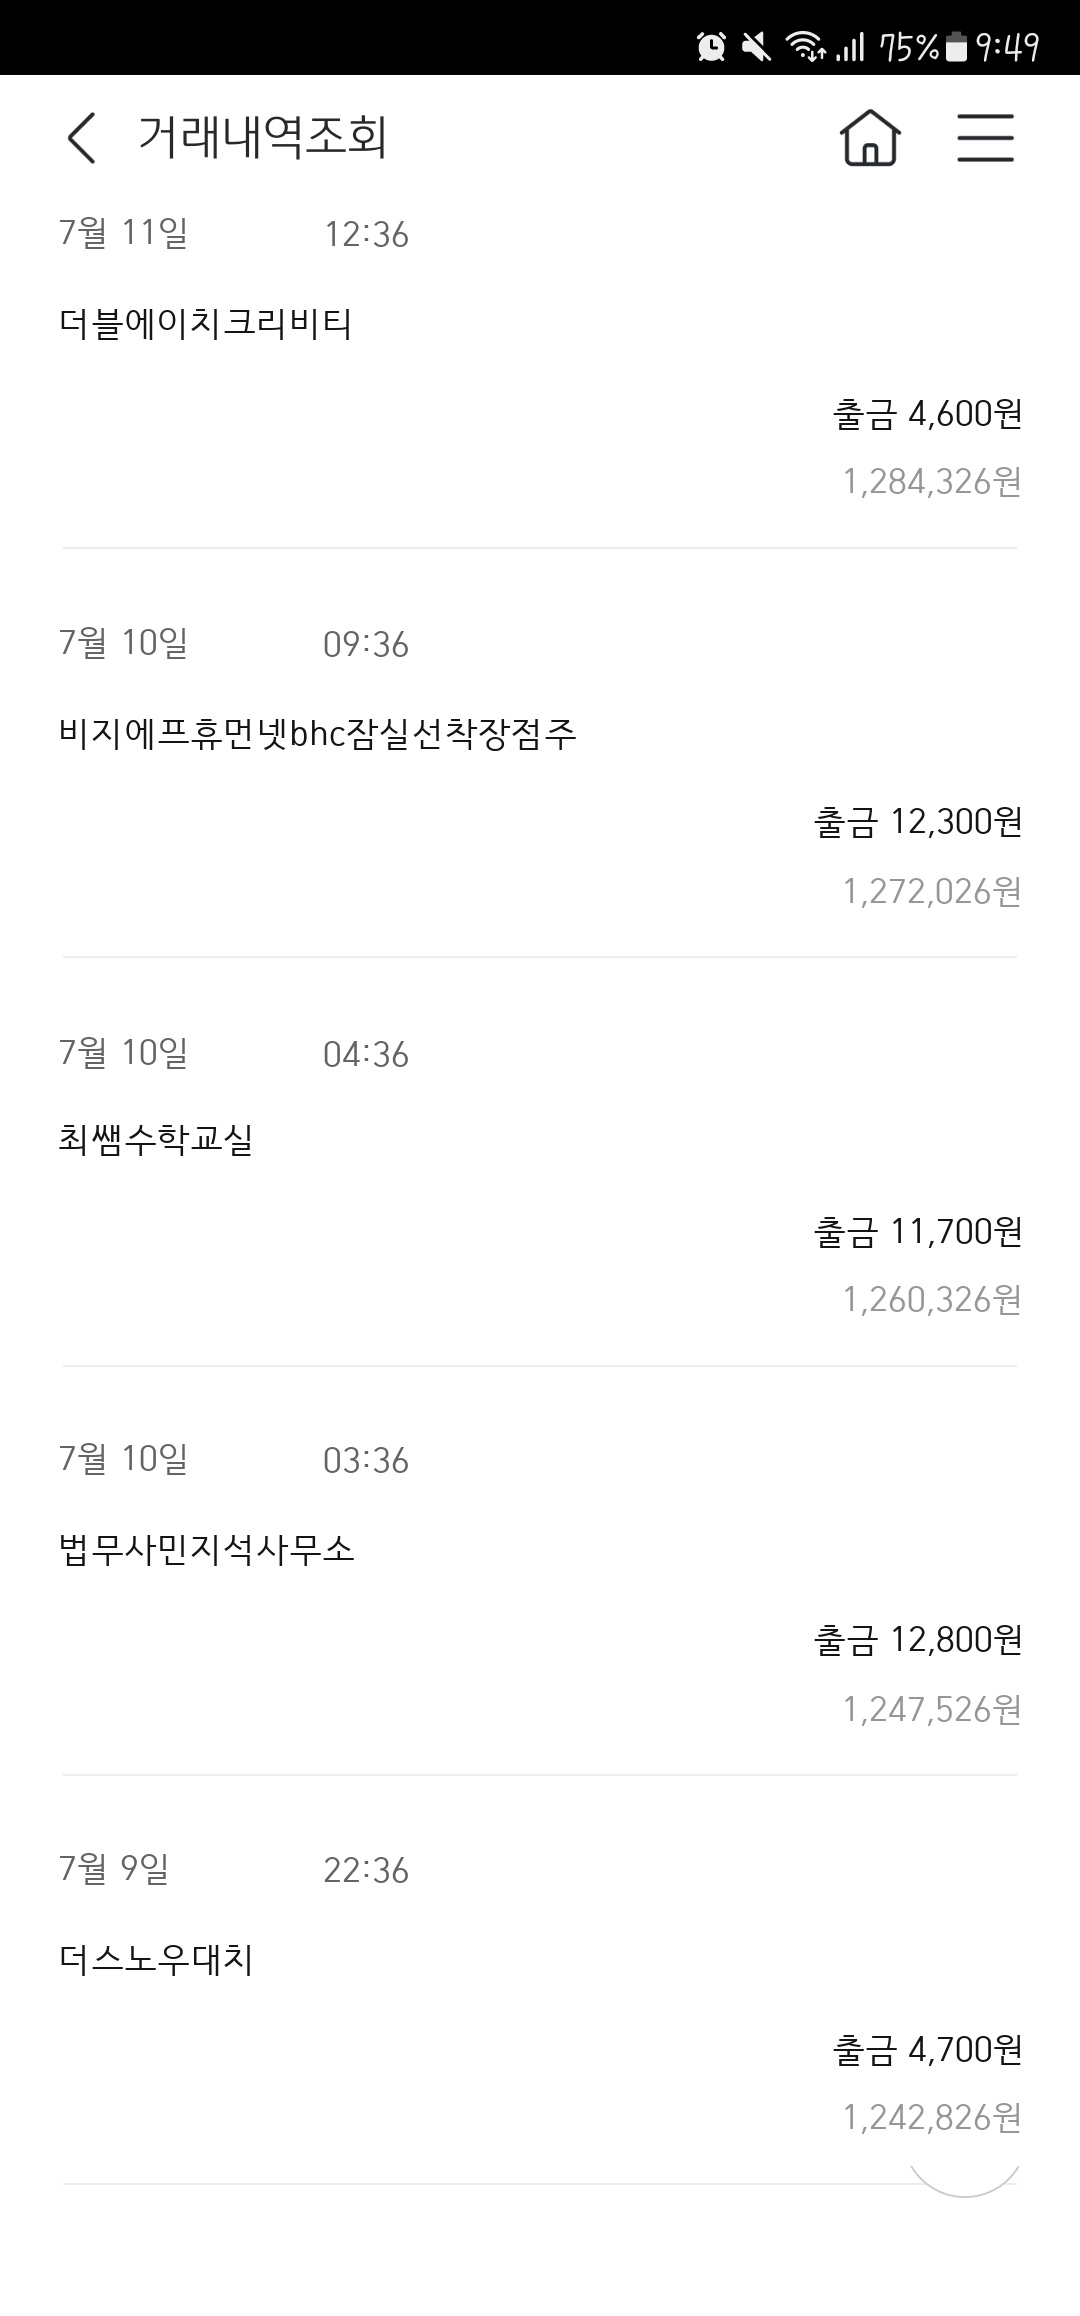 75% 9:49
거래내역조회
7월 11일 12:36
더블에이치크리비티
출금 4,600원
1,284,326원
7월 10일 09:36
비지에프휴먼넷bhc잠실선착장점주
출금 12,300원
1,272,026원
7월 10일 04:36
최쌤수학교실
출금 11,700원
1,260,326원
7월 10일 03:36
법무사민지석사무소
출금 12,800원
1,247,526원
7월 9일 22:36
더스노우대치
출금 4,700원
1,242,826원